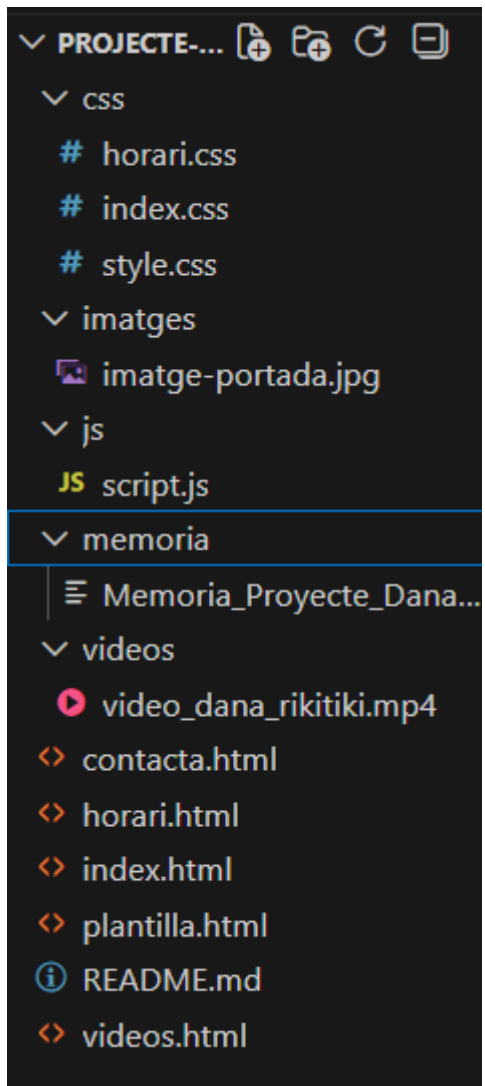 PROJECTE-...
css
# horari.css
# index.css
# style.css
imatges
imatge-portada.jpg
js
JS script.js
memoria
Memoria_Proyecte_Dana...
videos
video_dana_rikitiki.mp4
<> contacta.html
<> horari.html
<> index.html
<> plantilla.html
README.md
<> videos.html